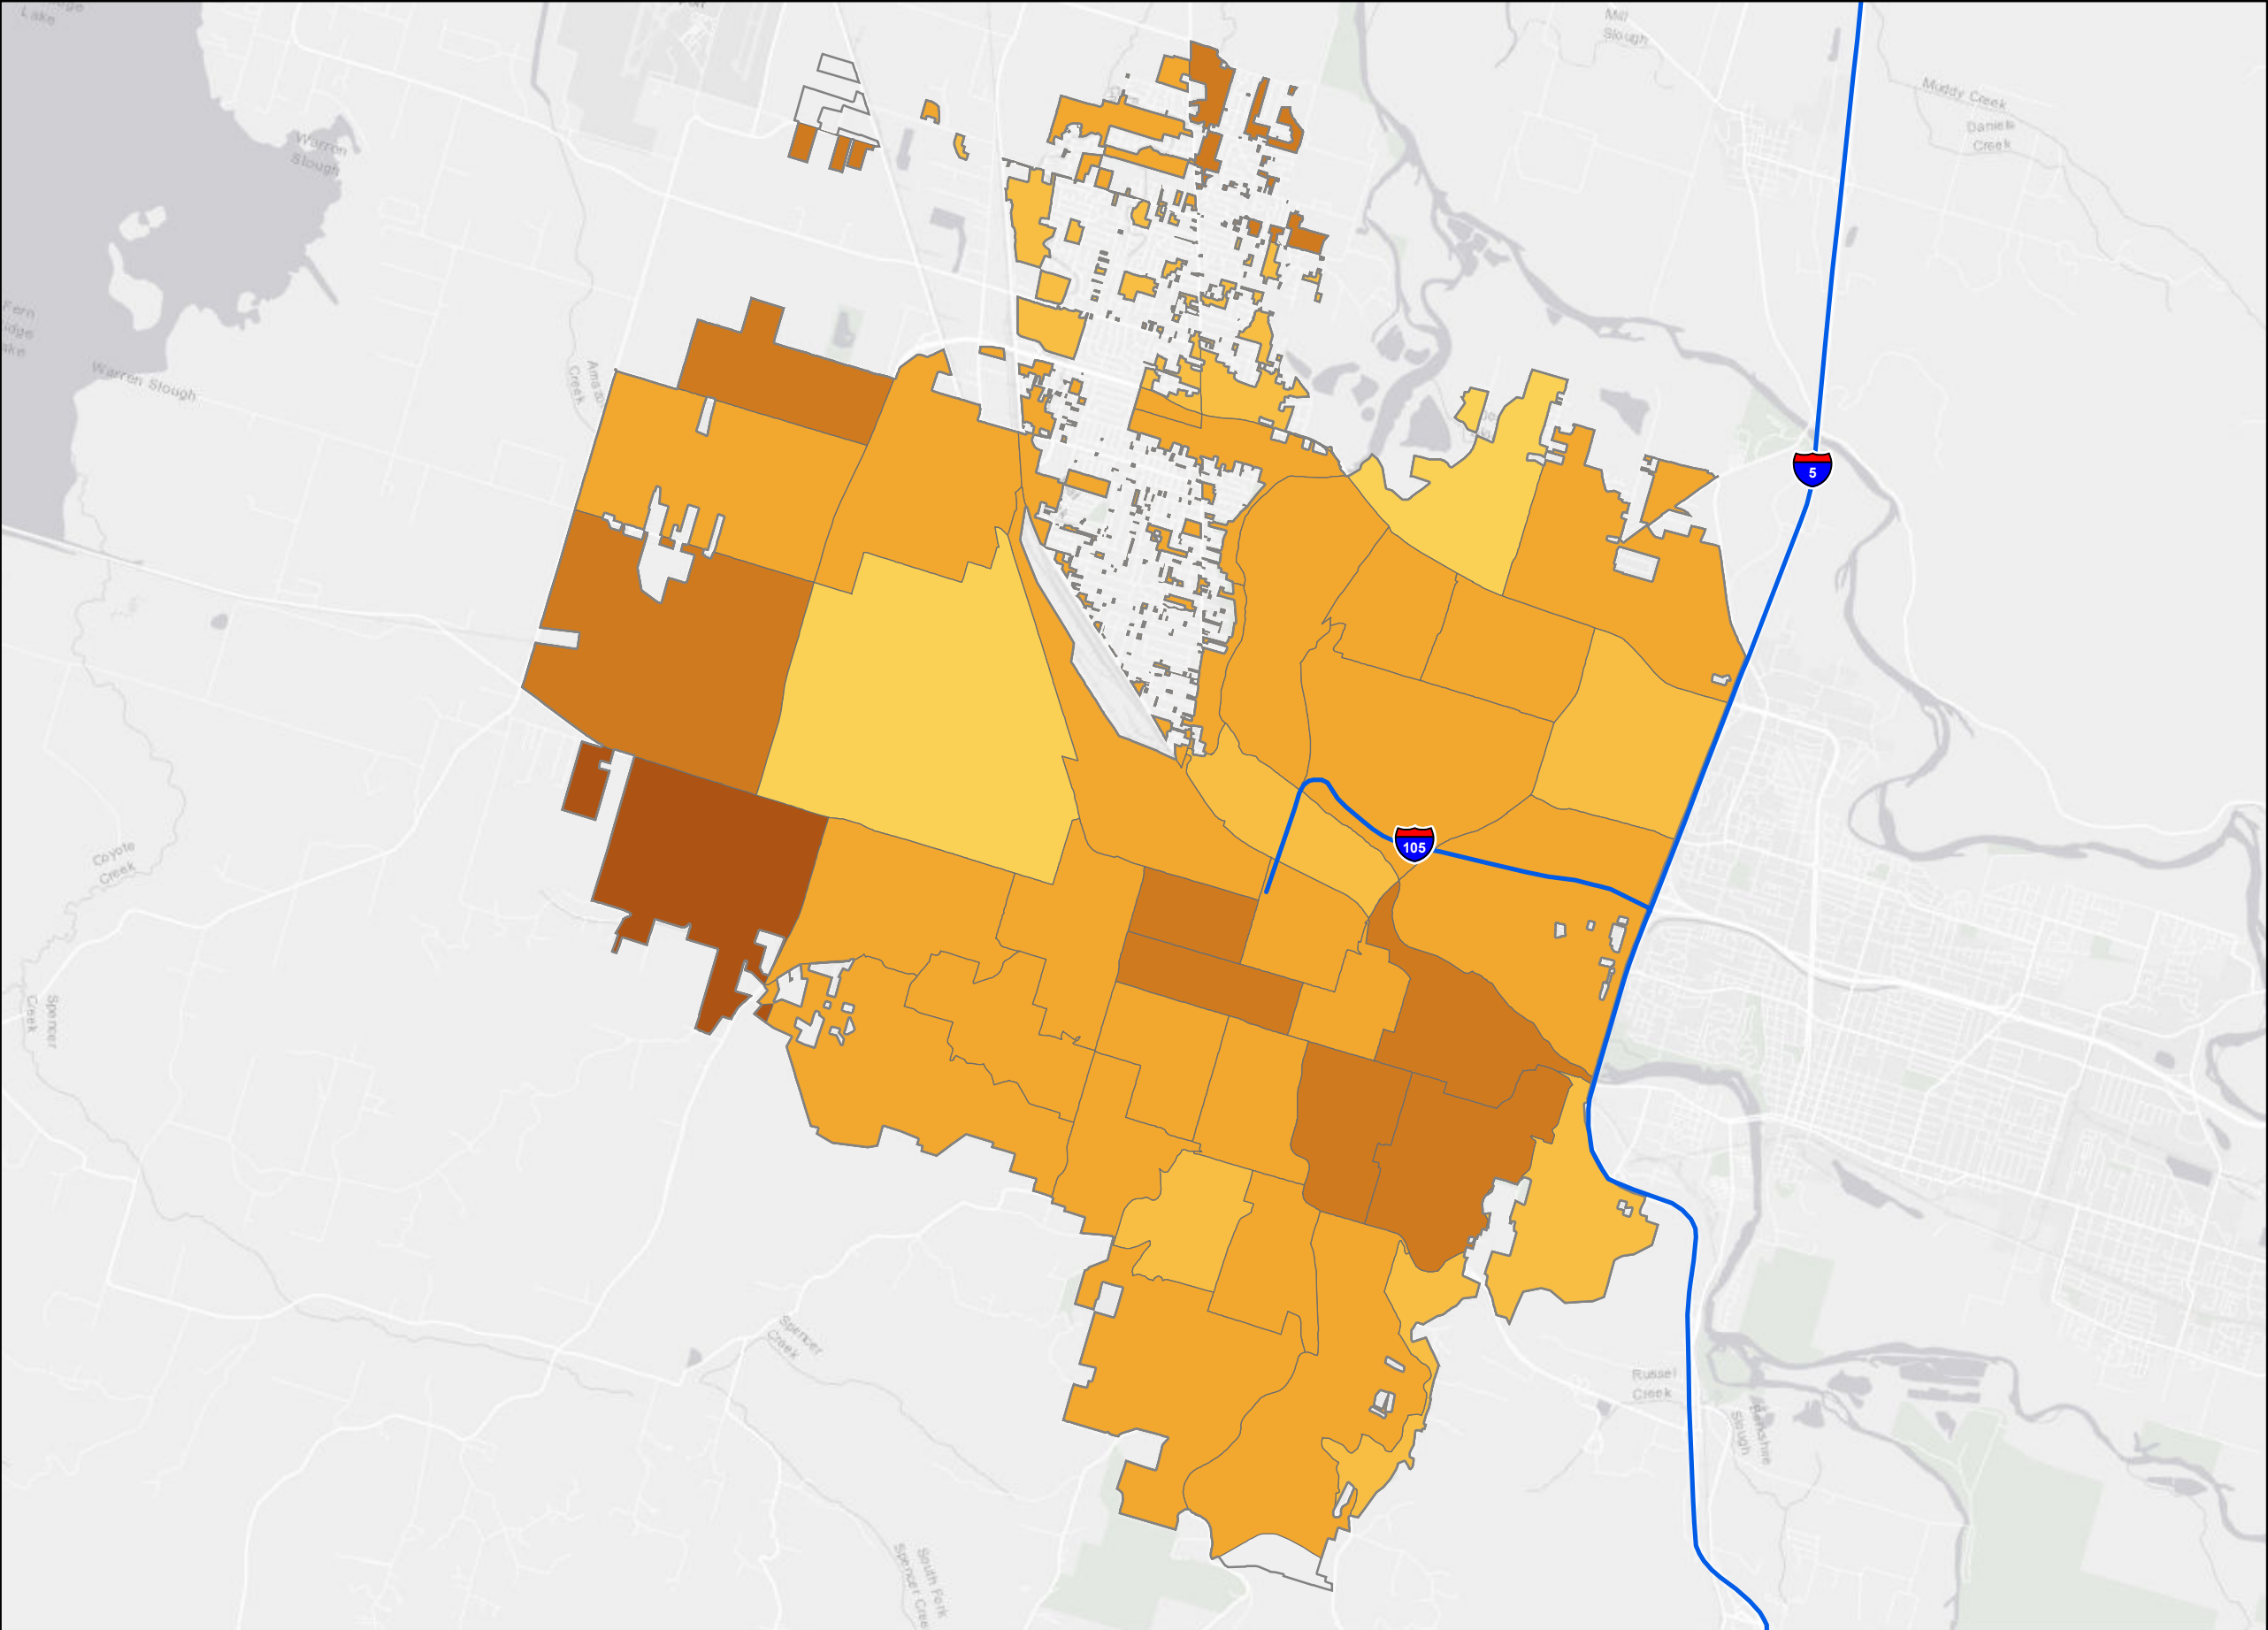 Lake
Mill
Slough
Muddy Creek
Daniels
Creek
Warren
Slough
Fern
Warren Slough
Amazon
Creek
5
105
Coyote
Creek
Spencer
Creek
Spencer
Creek
Russel
Creek
Berkshire
Slough
South Fork
Spencer Creek